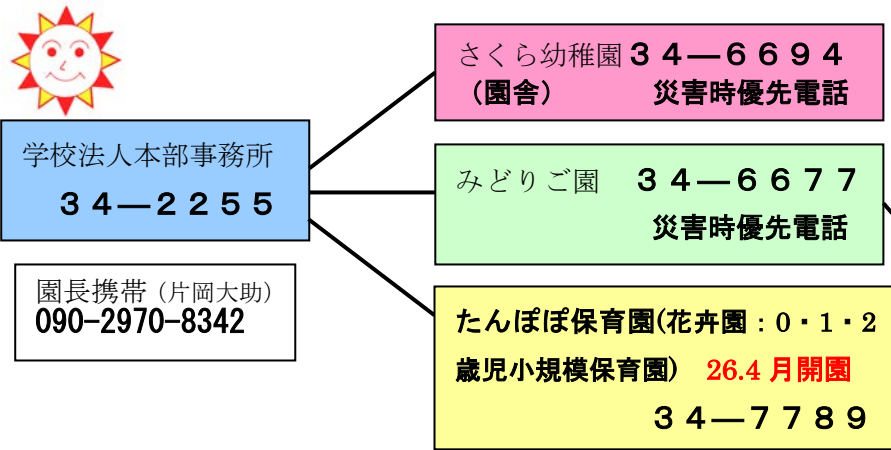 学校法人本部事務所
３４―２２５５
園長携帯（片岡大助）
090-2970-8342
さくら幼稚園３４―６６９４
（園舎）　災害時優先電話
みどりご園　３４―６６７７
災害時優先電話
たんぽぽ保育園(花卉園：0・1・2
歳児小規模保育園)　26.4 月開園
３４―７７８９